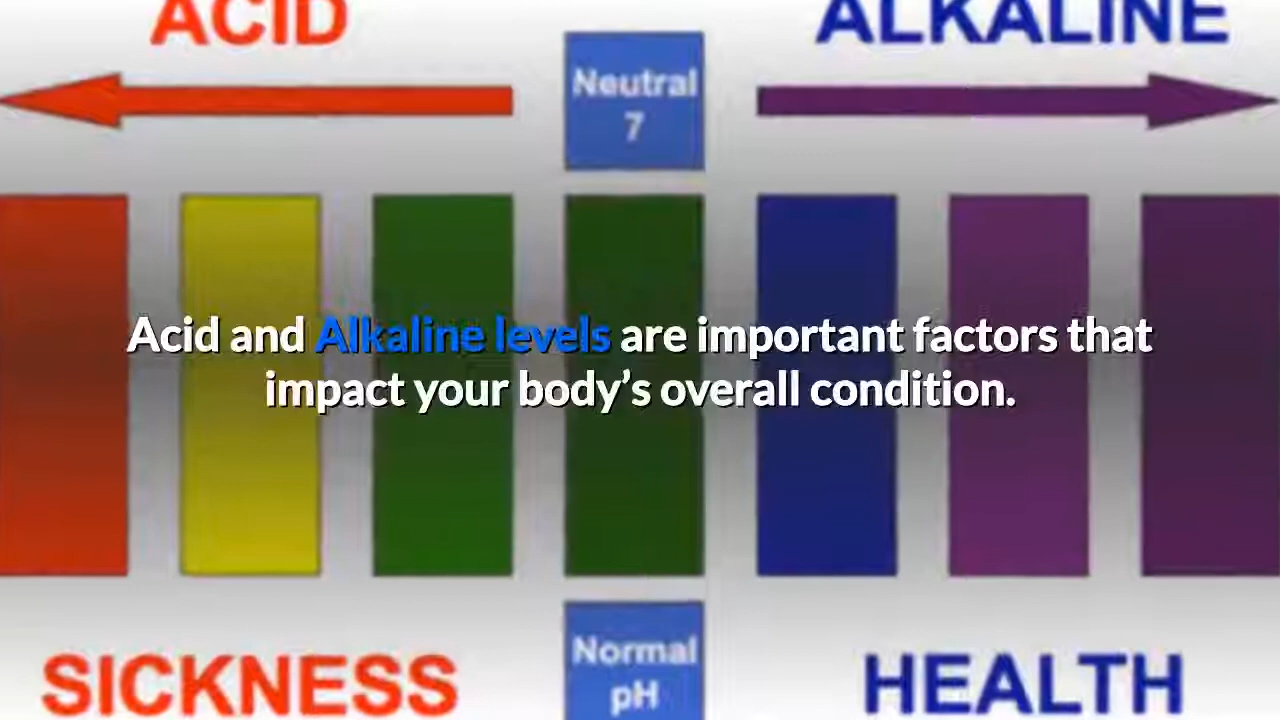 ACID
ALKALINE
Neutral
7
Acid and Alkaline levels are important factors that
impact your body’s overall condition.
SICKNESS
Normal
pH
HEALTH